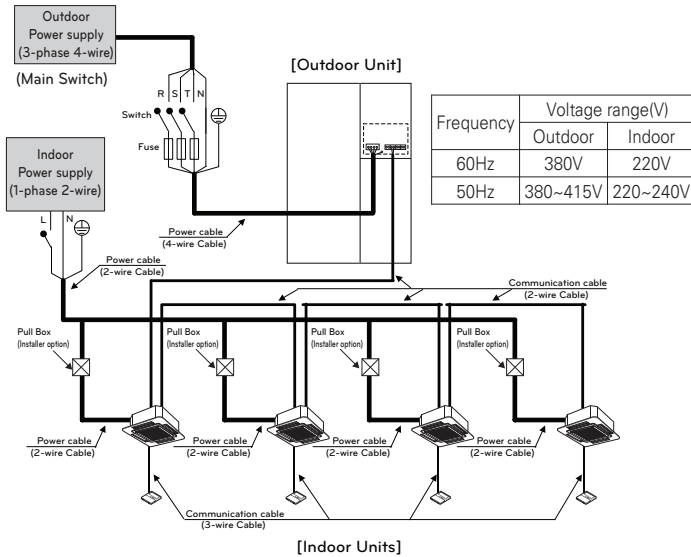 Outdoor
Power supply
(3-phase 4-wire)
(Main Switch)
[Outdoor Unit]
R S T N
Switch
Fuse
Frequency
Voltage range(V)
Outdoor Indoor
60Hz 380V 220V
50Hz 380~415V 220~240V
Indoor
Power supply
(1-phase 2-wire)
L N
Power cable
(4-wire Cable)
Power cable
(2-wire Cable)
Communication cable
(2-wire Cable)
Pull Box
(Installer option)
Pull Box
(Installer option)
Pull Box
(Installer option)
Pull Box
(Installer option)
Power cable
(2-wire Cable)
Power cable
(2-wire Cable)
Power cable
(2-wire Cable)
Power cable
(2-wire Cable)
Communication cable
(3-wire Cable)
[Indoor Units]